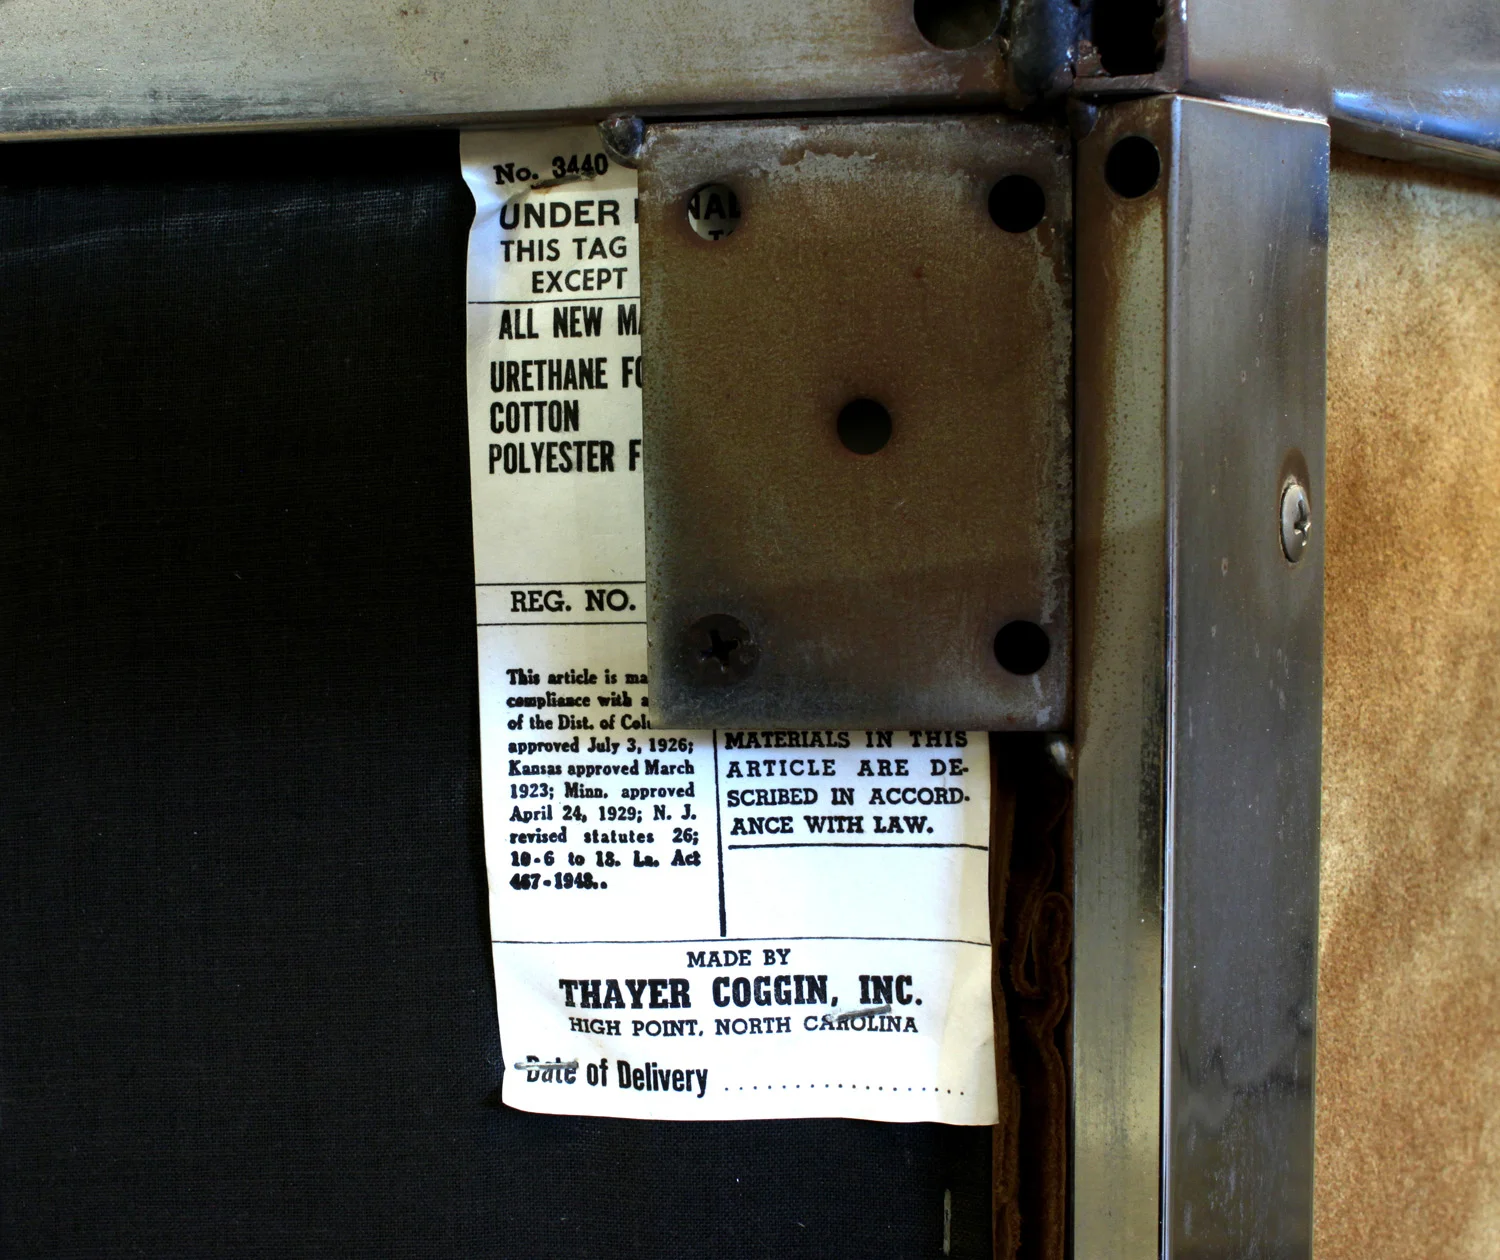 No. 3440
UNDER
THIS TAG
EXCEPT
ALL NEW
URETHANE
COTTON
POLYESTER
REG. NO.
This article is
compliance with
of the Dist. of
approved July 3, 1926;
Kansas approved March
1923; Minn. approved
April 24, 1929; N. J.
revised statutes 26;
10-6 to 18. La. Act
467-1948..
MATERIALS IN THIS
ARTICLE ARE DE-
SCRIBED IN ACCORD-
ANCE WITH LAW.
MADE BY
THAYER COGGIN, INC.
HIGH POINT, NORTH CAROLINA
Date of Delivery ..................